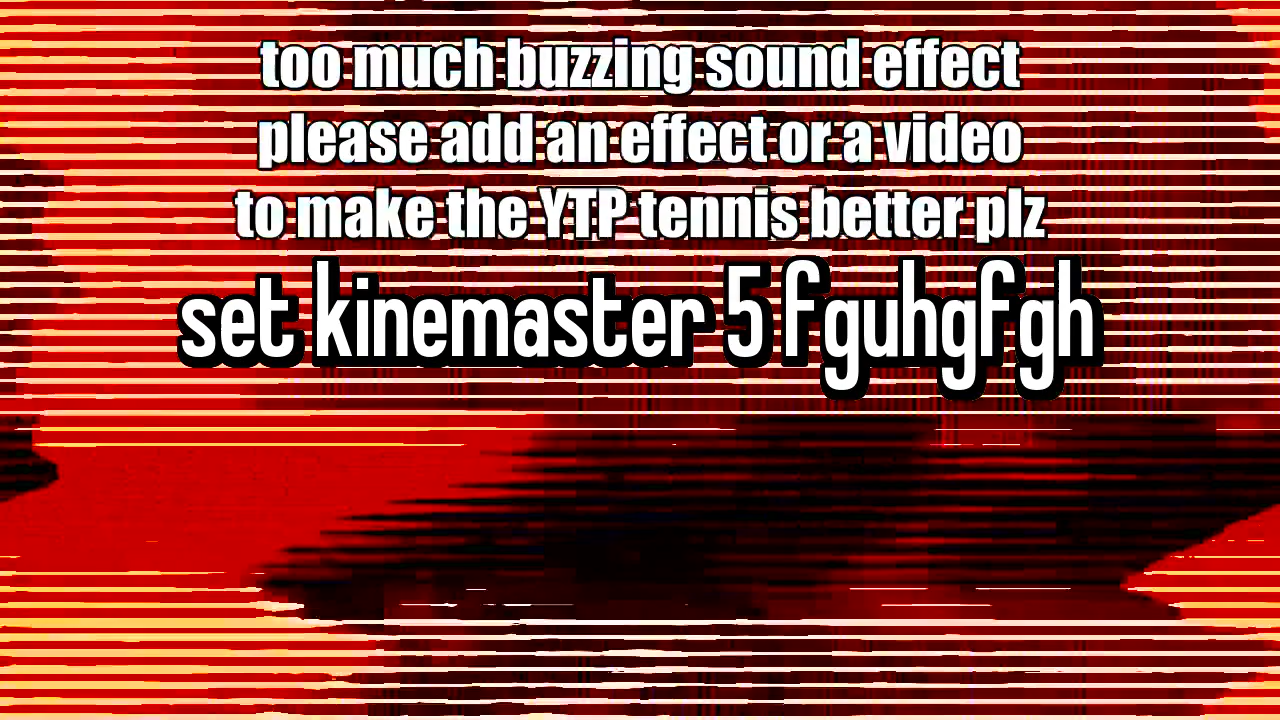 too much buzzing sound effect
please add an effect or a video
to make the YTP tennis better plz
set kinemaster 5 fguhgfgh